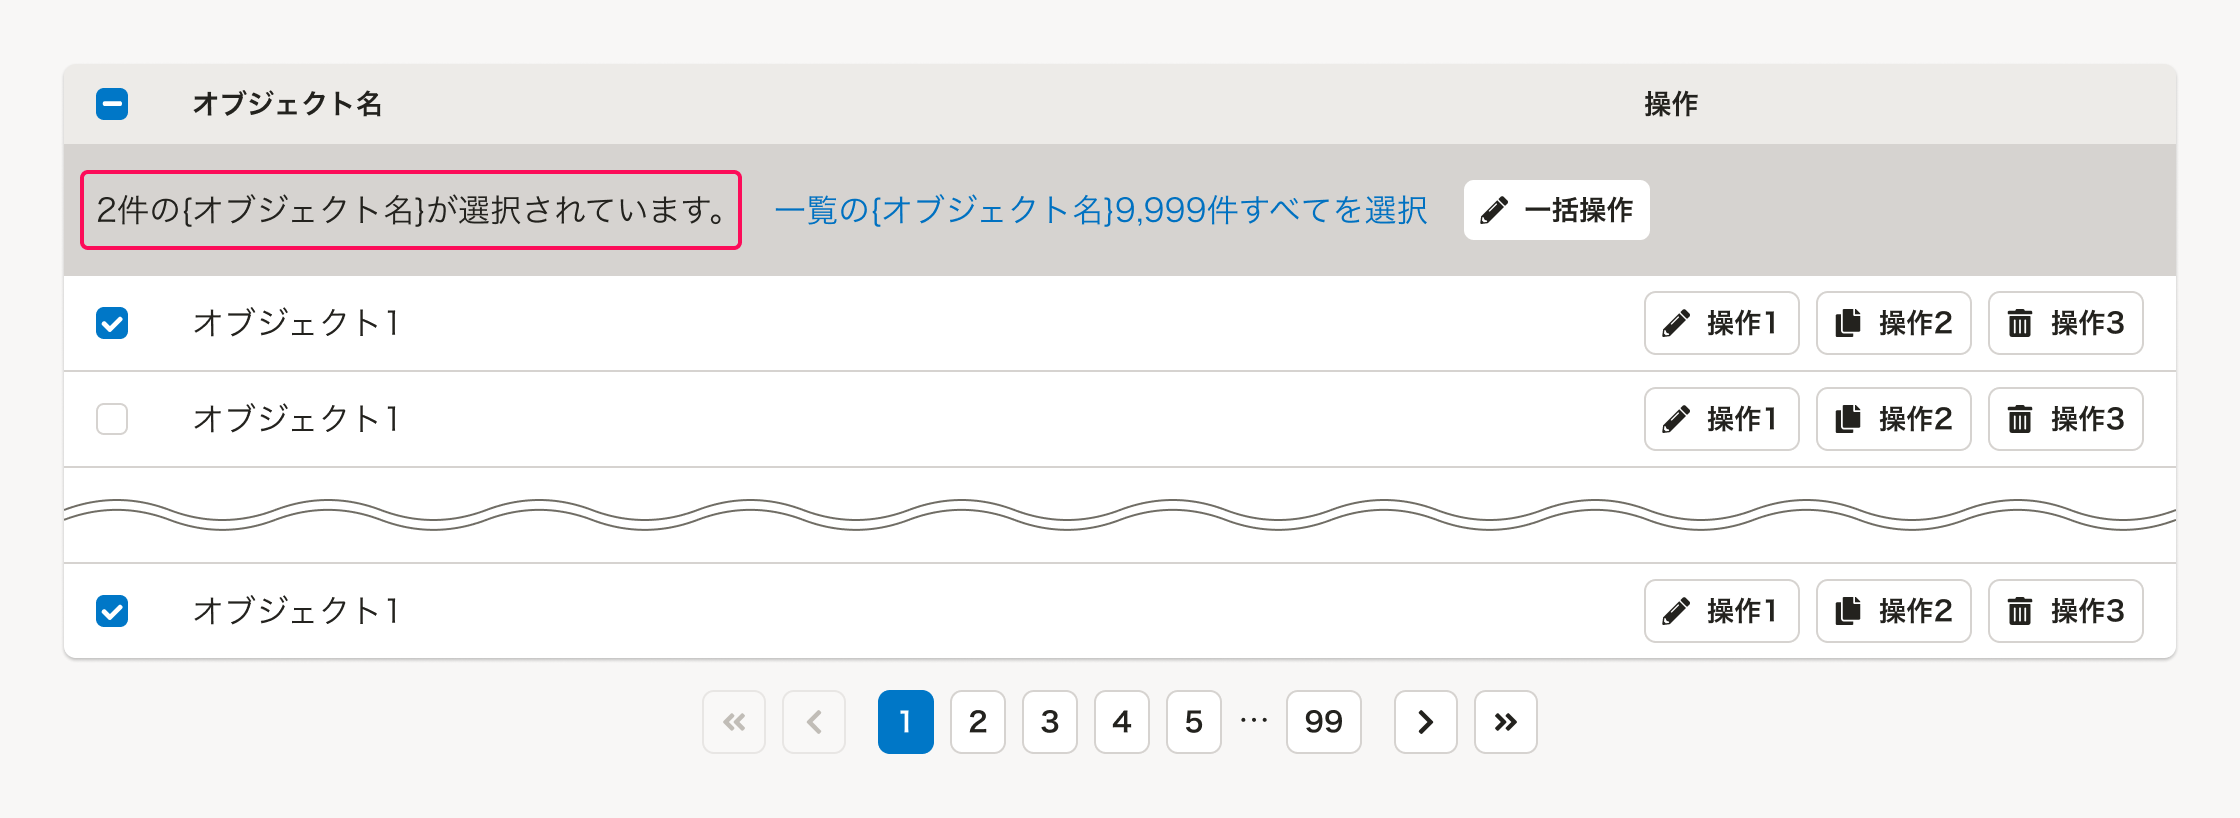 オブジェクト名 操作
2件の{オブジェクト名}が選択されています。 一覧の{オブジェクト名}9,999件すべてを選択 一括操作
オブジェクト1 操作1 操作2 操作3
オブジェクト1 操作1 操作2 操作3
オブジェクト1 操作1 操作2 操作3
1 2 3 4 5 … 99